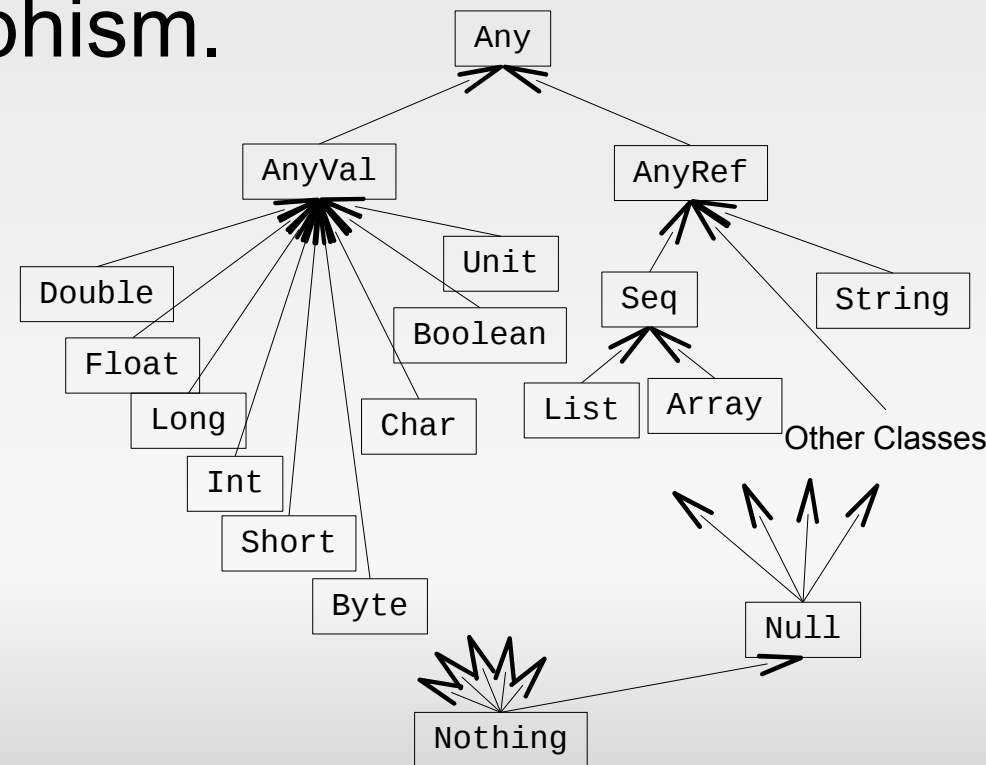 phism.
Any
AnyVal
AnyRef
Unit
Double
Seq
String
Boolean
Float
List
Array
Long
Char
Other Classes
Int
Short
Byte
Null
Nothing